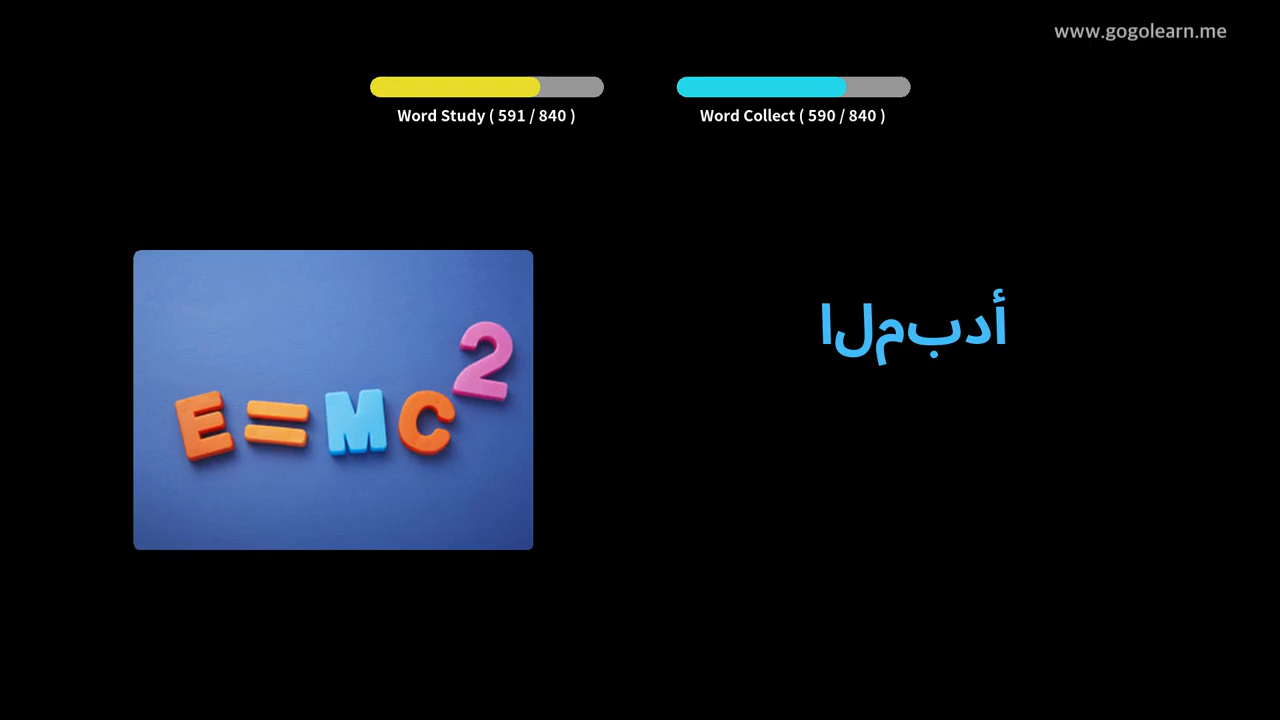 www.gogolearn.me
Word Study ( 591 / 840 )
Word Collect ( 590 / 840 )
E=MC²
المبدأ